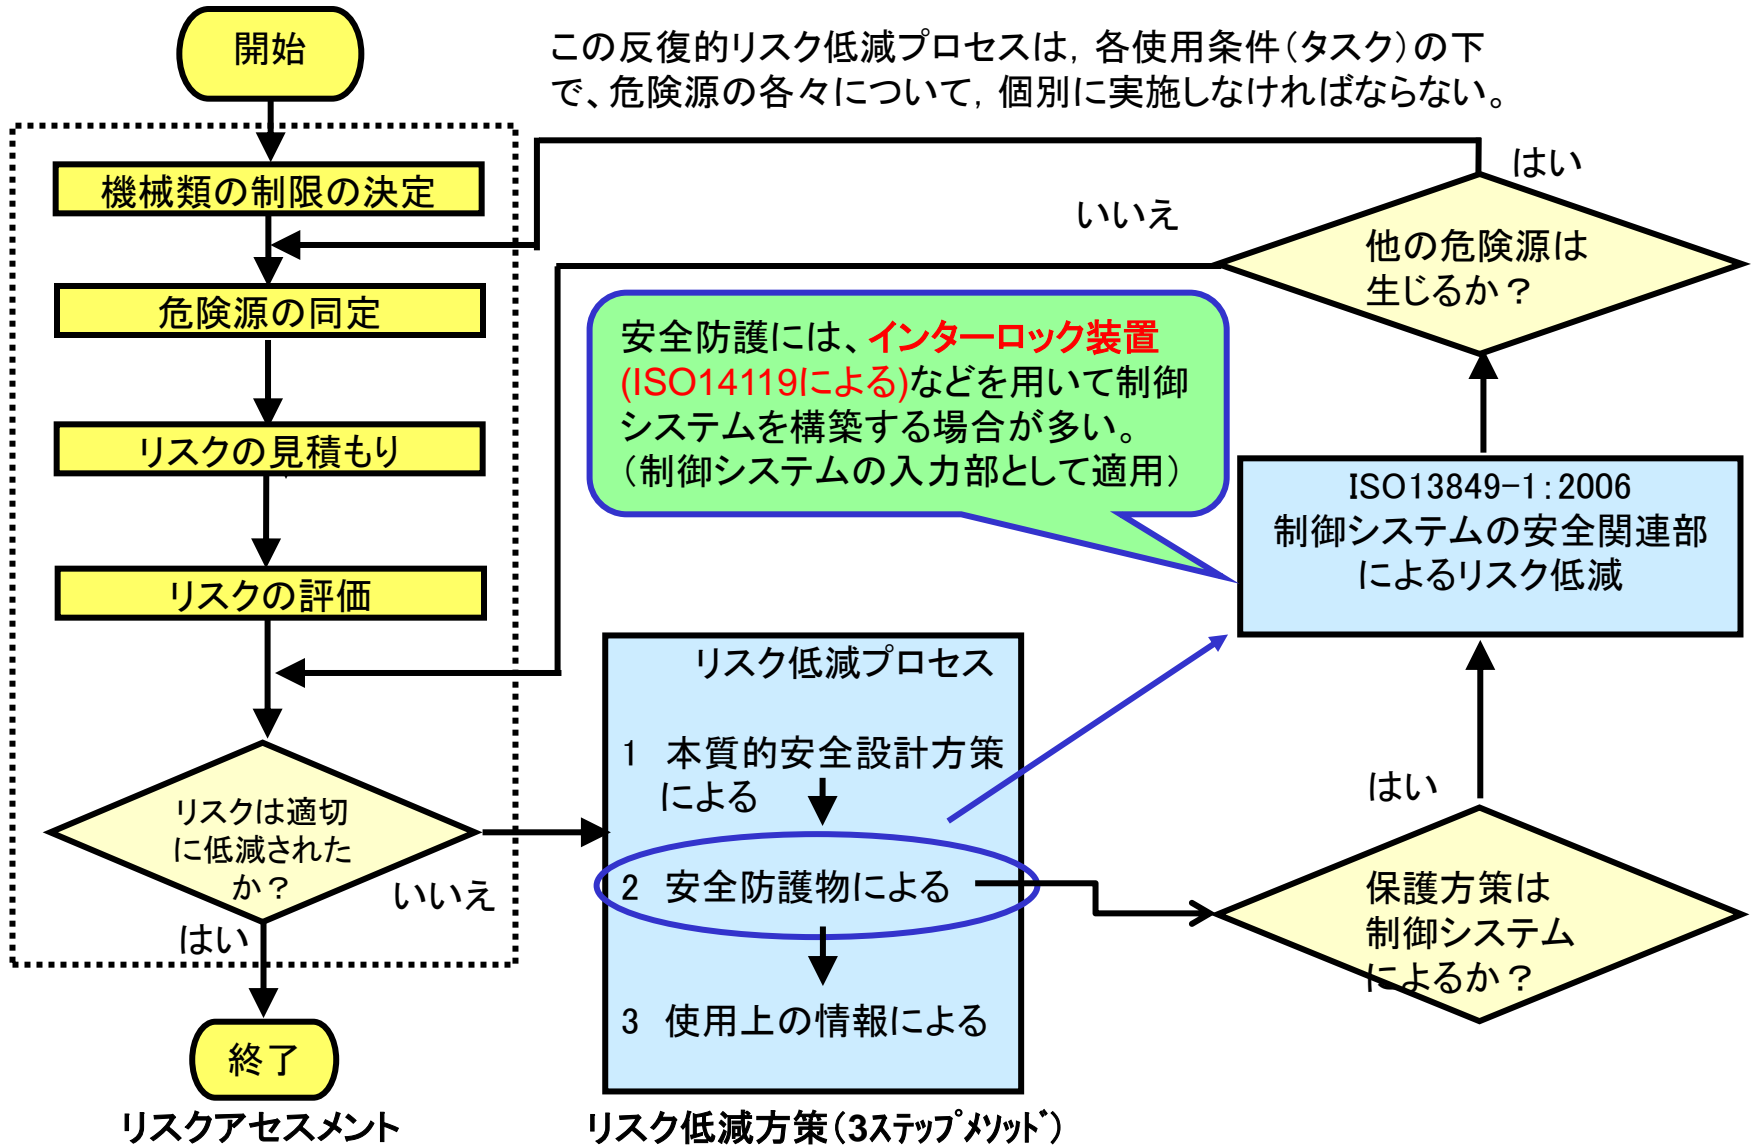 開始
この反復的リスク低減プロセスは，各使用条件（タスク）の下
で、危険源の各々について，個別に実施しなければならない。
機械類の制限の決定
はい
いいえ
他の危険源は
生じるか？
危険源の同定
安全防護には、インターロック装置
(ISO14119による)などを用いて制御
システムを構築する場合が多い。
（制御システムの入力部として適用）
リスクの見積もり
ISO13849−1：2006
制御システムの安全関連部
によるリスク低減
リスクの評価
リスク低減プロセス
1　本質的安全設計方策
による
はい
リスクは適切
に低減された
か？
いいえ
2　安全防護物による
保護方策は
制御システム
によるか？
はい
3　使用上の情報による
終了
リスクアセスメント
リスク低減方策（3ｽﾃｯﾌﾟﾒｿｯﾄﾞ）